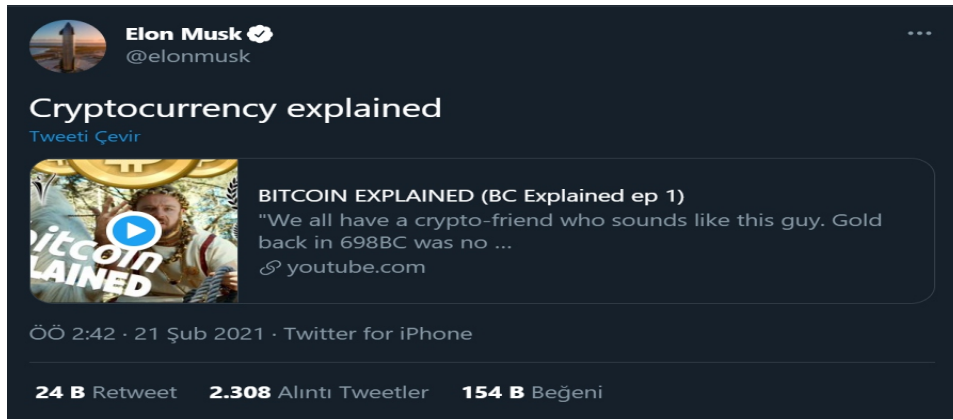 Elon Musk
@elonmusk
Cryptocurrency explained
Tweeti Çevir
itcoin
LAINED
BITCOIN EXPLAINED (BC Explained ep 1)
"We all have a crypto-friend who sounds like this guy. Gold
back in 698BC was no ...
youtube.com
ÖÖ 2:42 · 21 Şub 2021 · Twitter for iPhone
24 B Retweet 2.308 Alıntı Tweetler 154 B Beğeni